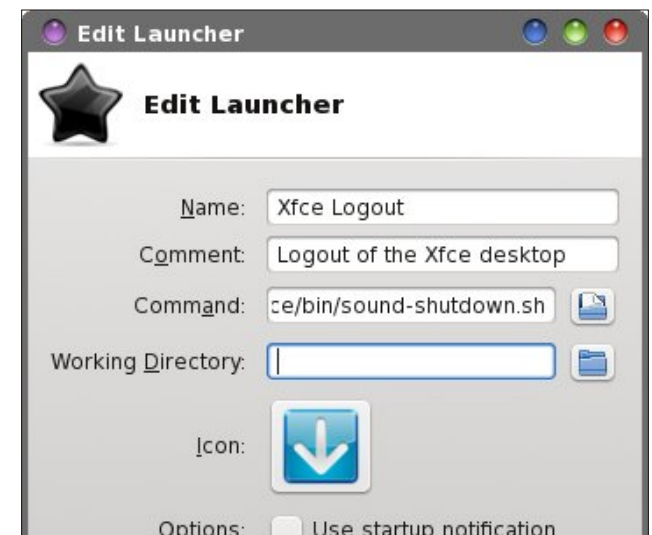 Edit Launcher
Edit Launcher
Name: Xfce Logout
Comment: Logout of the Xfce desktop
Command: ce/bin/sound-shutdown.sh
Working Directory:
Icon:
Options: Use startup notification